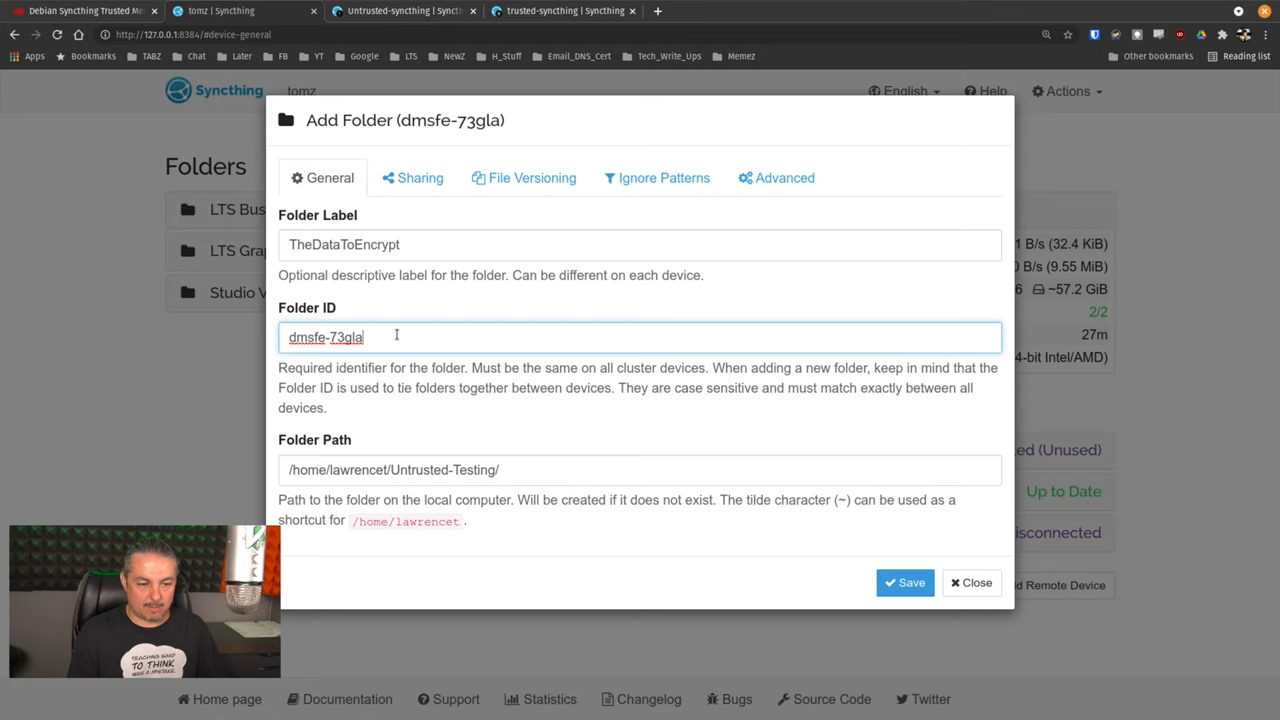 Debian Syncthing Trusted Me
tomz | Syncthing
Untrusted-syncthing | Syncth
trusted-syncthing | Syncthing
http://127.0.0.1:8384/#device-general
Apps
Bookmarks
TABZ
Chat
Later
FB
YT
Google
LTS
NewZ
H_Stuff
Email_DNS_Cert
Tech_Write_Ups
Memez
Other bookmarks
Reading list
Syncthing
tomz
English
Help
Actions
Add Folder (dmsfe-73gla)
Folders
General
Sharing
File Versioning
Ignore Patterns
Advanced
LTS Bus
LTS Gra
Studio V
Folder Label
TheDataToEncrypt
Optional descriptive label for the folder. Can be different on each device.
Folder ID
dmsfe-73gla
Required identifier for the folder. Must be the same on all cluster devices. When adding a new folder, keep in mind that the
Folder ID is used to tie folders together between devices. They are case sensitive and must match exactly between all
devices.
Folder Path
/home/lawrencet/Untrusted-Testing/
Path to the folder on the local computer. Will be created if it does not exist. The tilde character (~) can be used as a
shortcut for /home/lawrencet.
Save
Close
1 B/s (32.4 KiB)
0 B/s (9.55 MiB)
6 ~57.2 GiB
2/2
27m
4-bit Intel/AMD)
ed (Unused)
Up to Date
isconnected
d Remote Device
TEACHING SAND
TO THINK
WAS A MISTAKE.
Home page
Documentation
Support
Statistics
Changelog
Bugs
Source Code
Twitter